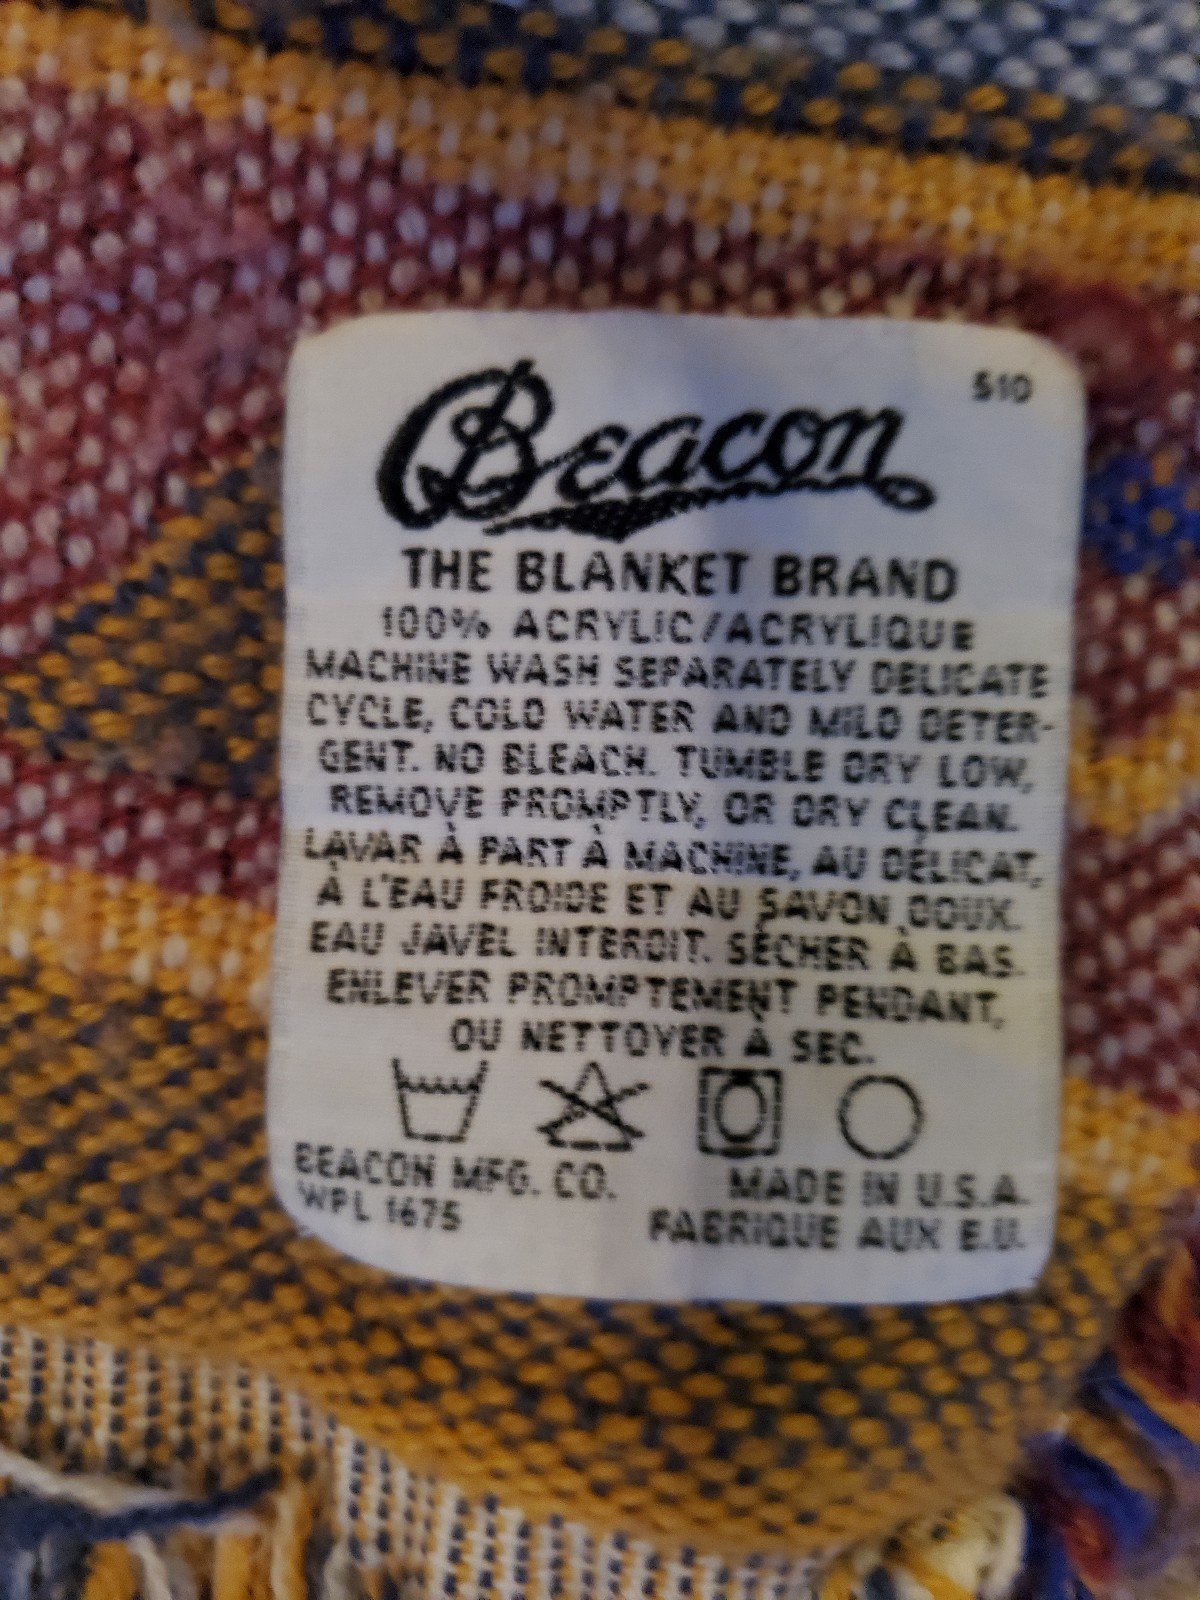 Beacon
510
THE BLANKET BRAND
100% ACRYLIC/ACRYLIQUE
MACHINE WASH SEPARATELY DELICATE
CYCLE, COLD WATER AND MILD DETER-
GENT. NO BLEACH. TUMBLE DRY LOW,
REMOVE PROMPTLY, OR DRY CLEAN.
LAVAR À PART À MACHINE, AU DÉLICAT,
À L'EAU FROIDE ET AU SAVON DOUX.
EAU JAVEL INTERDIT. SÉCHER À BAS.
ENLEVER PROMPTEMENT PENDANT,
OU NETTOYER À SEC.
BEACON MFG. CO.
MADE IN U.S.A.
WPL 1675
FABRIQUE AUX E.U.